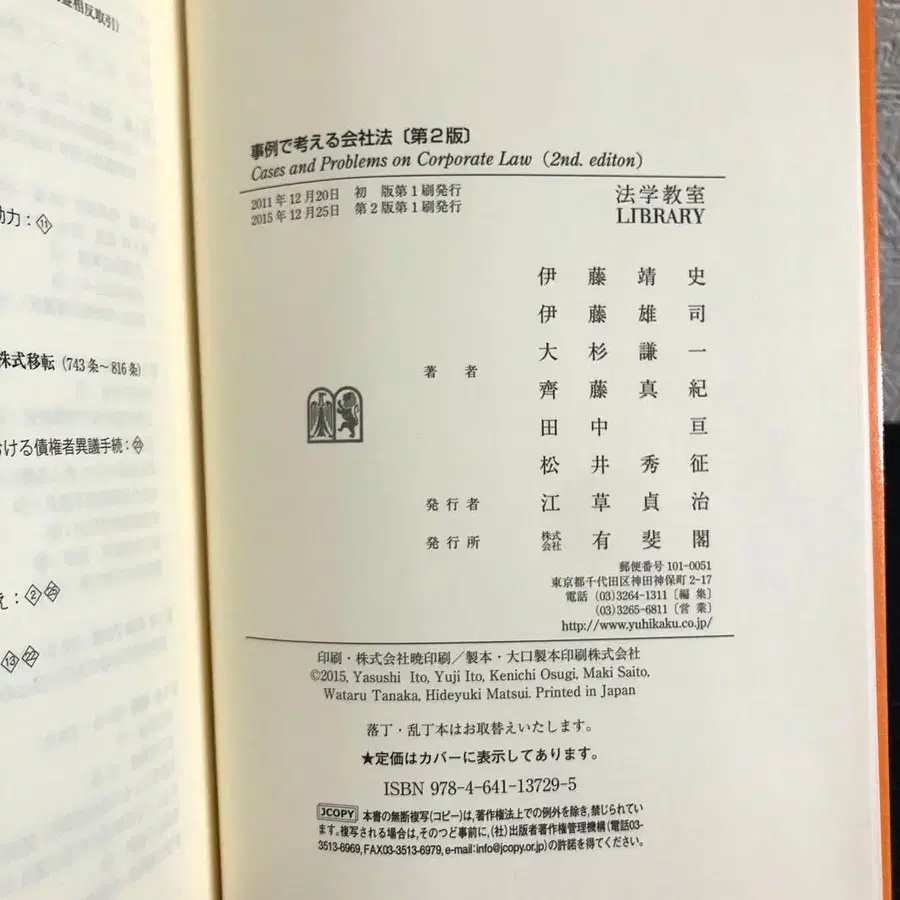 益相反取引）
助力：⑪
株式移転（743条〜816条）
おける債権者異議手続：
え：②㉕
⑬㉒
事例で考える会社法〔第２版〕
Cases and Problems on Corporate Law (2nd. editon)
2011年12月20日 初 版第1刷発行
2015年12月25日 第2版第1刷発行
法学教室
LIBRARY
著者
伊藤靖史
伊藤雄司
大杉謙一
齊藤真紀
田中亘
松井秀征
発行者 江草貞治
発行所 株式会社 有斐閣
郵便番号 101-0051
東京都千代田区神田神保町2-17
電話 (03)3264-1311〔編集〕
(03)3265-6811〔営業〕
http://www.yuhikaku.co.jp/
印刷・株式会社暁印刷／製本・大口製本印刷株式会社
©2015, Yasushi Ito, Yuji Ito, Kenichi Osugi, Maki Saito,
Wataru Tanaka, Hideyuki Matsui. Printed in Japan
落丁・乱丁本はお取替えいたします。
★定価はカバーに表示してあります。
ISBN 978-4-641-13729-5
JCOPY 本書の無断複写(コピー)は、著作権法上での例外を除き、禁じられてい
ます。複写される場合は、そのつど事前に、(社)出版者著作権管理機構(電話03-
3513-6969, FAX03-3513-6979, e-mail:info@jcopy.or.jp)の許諾を得てください。